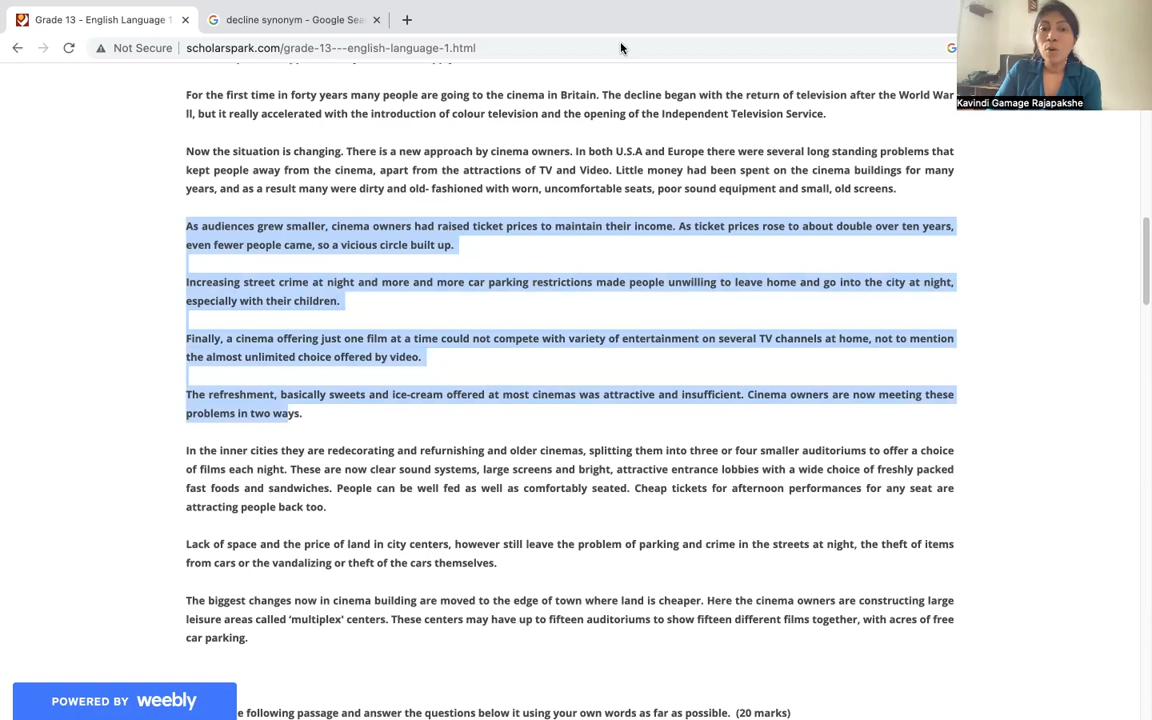 Grade 13 - English Language 1
decline synonym - Google Sea
Not Secure
scholarspark.com/grade-13---english-language-1.html
Kavindi Gamage Rajapakshe
For the first time in forty years many people are going to the cinema in Britain. The decline began with the return of television after the World War
II, but it really accelerated with the introduction of colour television and the opening of the Independent Television Service.
Now the situation is changing. There is a new approach by cinema owners. In both U.S.A and Europe there were several long standing problems that
kept people away from the cinema, apart from the attractions of TV and Video. Little money had been spent on the cinema buildings for many
years, and as a result many were dirty and old- fashioned with worn, uncomfortable seats, poor sound equipment and small, old screens.
As audiences grew smaller, cinema owners had raised ticket prices to maintain their income. As ticket prices rose to about double over ten years,
even fewer people came, so a vicious circle built up.
Increasing street crime at night and more and more car parking restrictions made people unwilling to leave home and go into the city at night,
especially with their children.
Finally, a cinema offering just one film at a time could not compete with variety of entertainment on several TV channels at home, not to mention
the almost unlimited choice offered by video.
The refreshment, basically sweets and ice-cream offered at most cinemas was attractive and insufficient. Cinema owners are now meeting these
problems in two ways.
In the inner cities they are redecorating and refurnishing and older cinemas, splitting them into three or four smaller auditoriums to offer a choice
of films each night. These are now clear sound systems, large screens and bright, attractive entrance lobbies with a wide choice of freshly packed
fast foods and sandwiches. People can be well fed as well as comfortably seated. Cheap tickets for afternoon performances for any seat are
attracting people back too.
Lack of space and the price of land in city centers, however still leave the problem of parking and crime in the streets at night, the theft of items
from cars or the vandalizing or theft of the cars themselves.
The biggest changes now in cinema building are moved to the edge of town where land is cheaper. Here the cinema owners are constructing large
leisure areas called ‘multiplex' centers. These centers may have up to fifteen auditoriums to show fifteen different films together, with acres of free
car parking.
POWERED BY weebly
e following passage and answer the questions below it using your own words as far as possible. (20 marks)